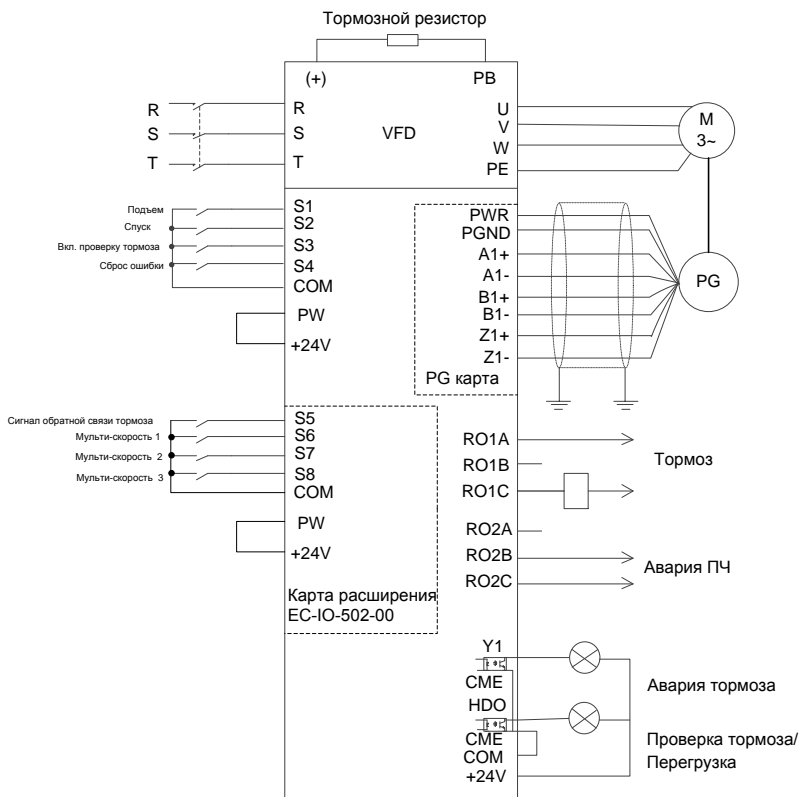 Тормозной резистор
(+)
PB
R
S
T
R
S
T
VFD
U
V
W
PE
M
3~
Подъем
Спуск
Вкл. проверку тормоза
Сброс ошибки
S1
S2
S3
S4
COM
PW
+24V
PWR
PGND
A1+
A1-
B1+
B1-
Z1+
Z1-
PG карта
PG
Сигнал обратной связи тормоза
Мульти-скорость 1
Мульти-скорость 2
Мульти-скорость 3
S5
S6
S7
S8
COM
PW
+24V
Карта расширения
EC-IO-502-00
RO1A
RO1B
RO1C
Тормоз
RO2A
RO2B
RO2C
Авария ПЧ
Y1
CME
HDO
CME
COM
+24V
Авария тормоза
Проверка тормоза/
Перегрузка